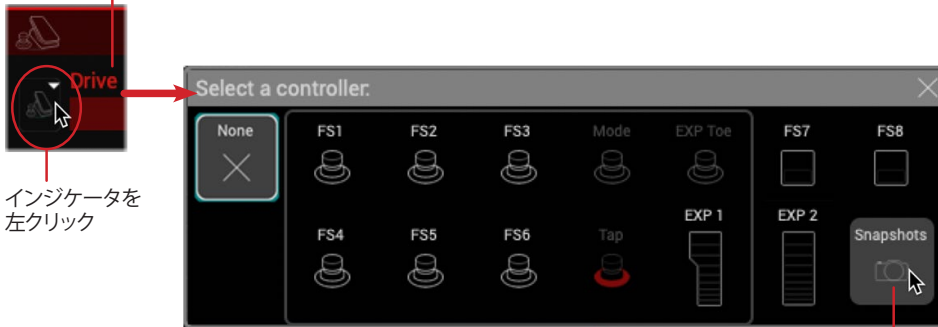 Drive
インジケータを
左クリック
Select a controller:
None
FS1
FS2
FS3
Mode
EXP Toe
FS7
FS8
FS4
FS5
FS6
Tap
EXP 1
EXP 2
Snapshots